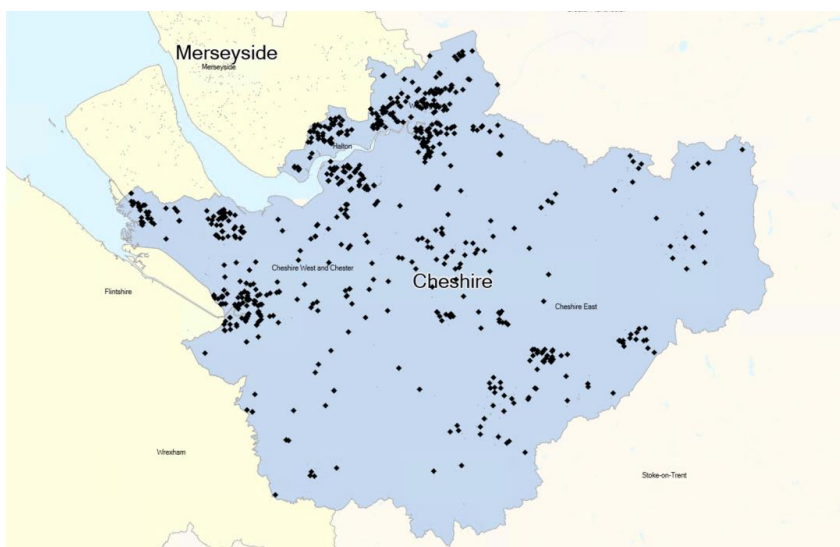 Merseyside
Merseyside
Halton
Cheshire West and Chester
Cheshire
Flintshire
Cheshire East
Wrexham
Stoke-on-Trent